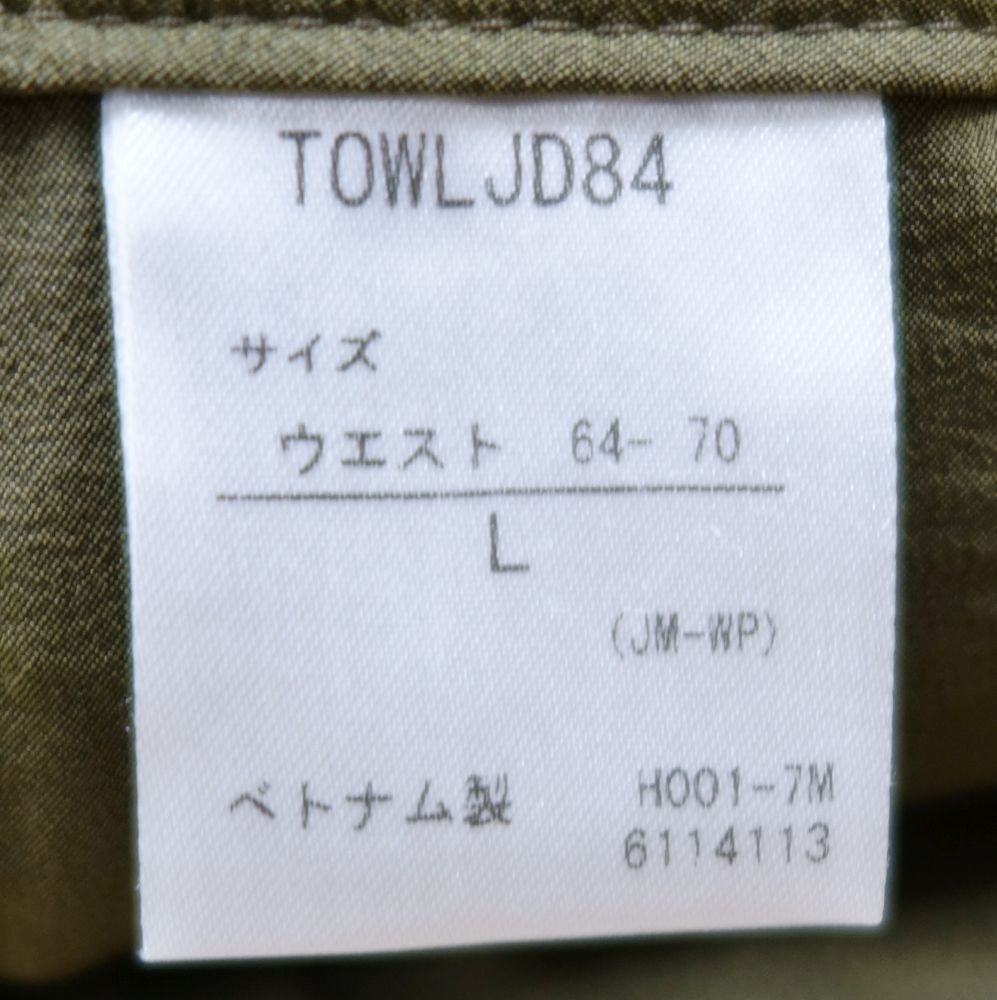 TOWLJD84
サイズ
ウエスト 64- 70
L
(JM-WP)
ベトナム製 H001-7M
6114113